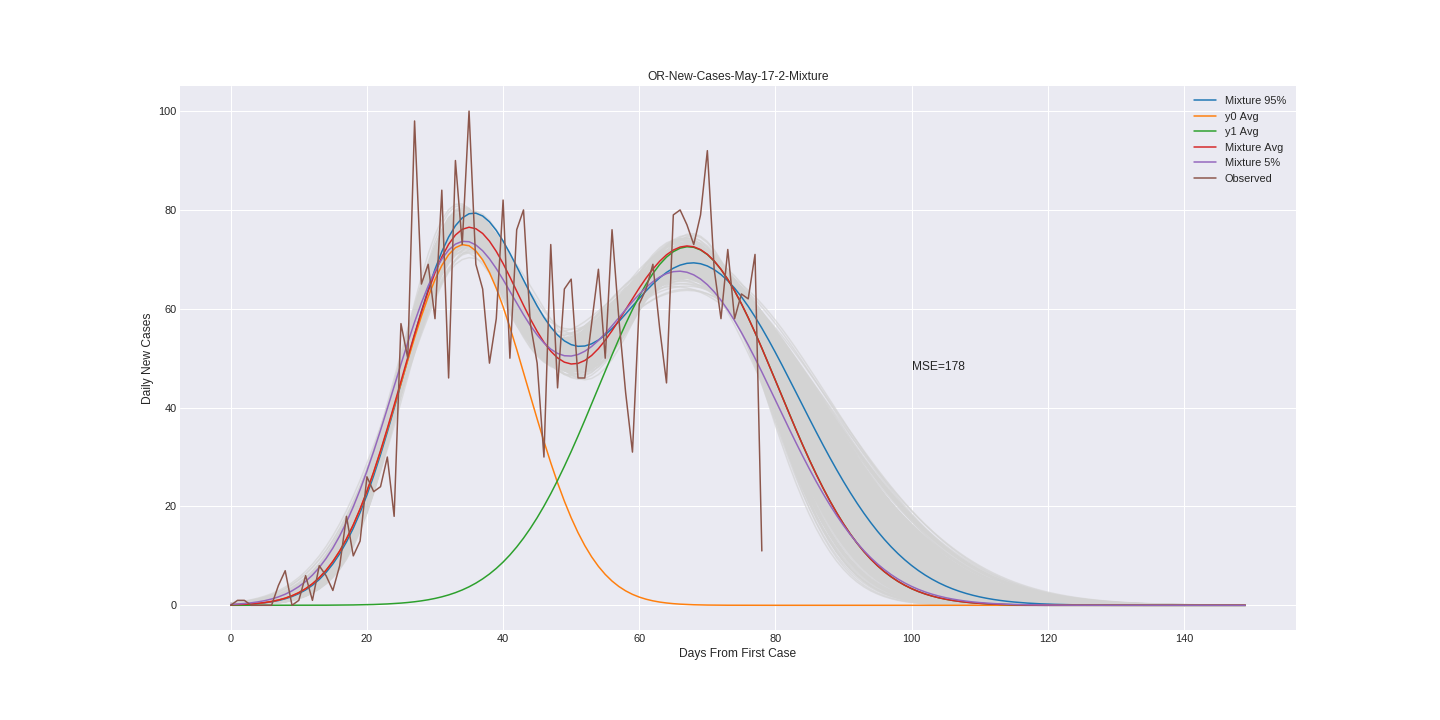 OR-New-Cases-May-17-2-Mixture
Mixture 95%
y0 Avg
y1 Avg
Mixture Avg
Mixture 5%
Observed
MSE=178
Daily New Cases
100
80
60
40
20
0
0 20 40 60 80 100 120 140
Days From First Case